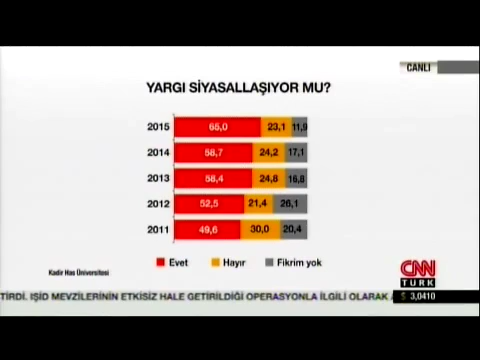 CANLI
YARGI SİYASALLAŞIYOR MU?
2015 65,0 23,1 11,9
2014 58,7 24,2 17,1
2013 58,4 24,8 16,8
2012 52,5 21,4 26,1
2011 49,6 30,0 20,4
Evet Hayır Fikrim yok
Kadir Has Üniversitesi
CNN
TÜRK
TİRDİ. IŞİD MEVZİLERİNİN ETKİSİZ HALE GETİRİLDİĞİ OPERASYONLA İLGİLİ OLARAK
$ 3,0410